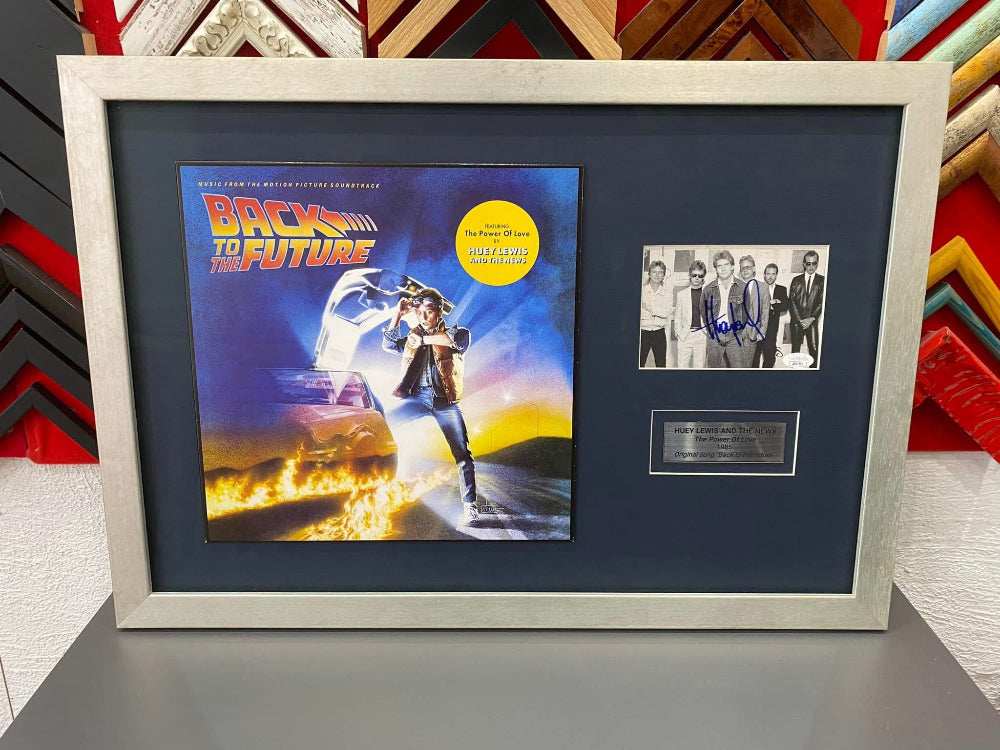 MUSIC FROM THE MOTION PICTURE SOUNDTRACK
BACK
TO THE FUTURE
FEATURING
The Power Of Love
BY
HUEY LEWIS
AND THE NEWS
HUEY LEWIS AND THE NEWS
The Power Of Love
1985
Original song "Back To The Future"